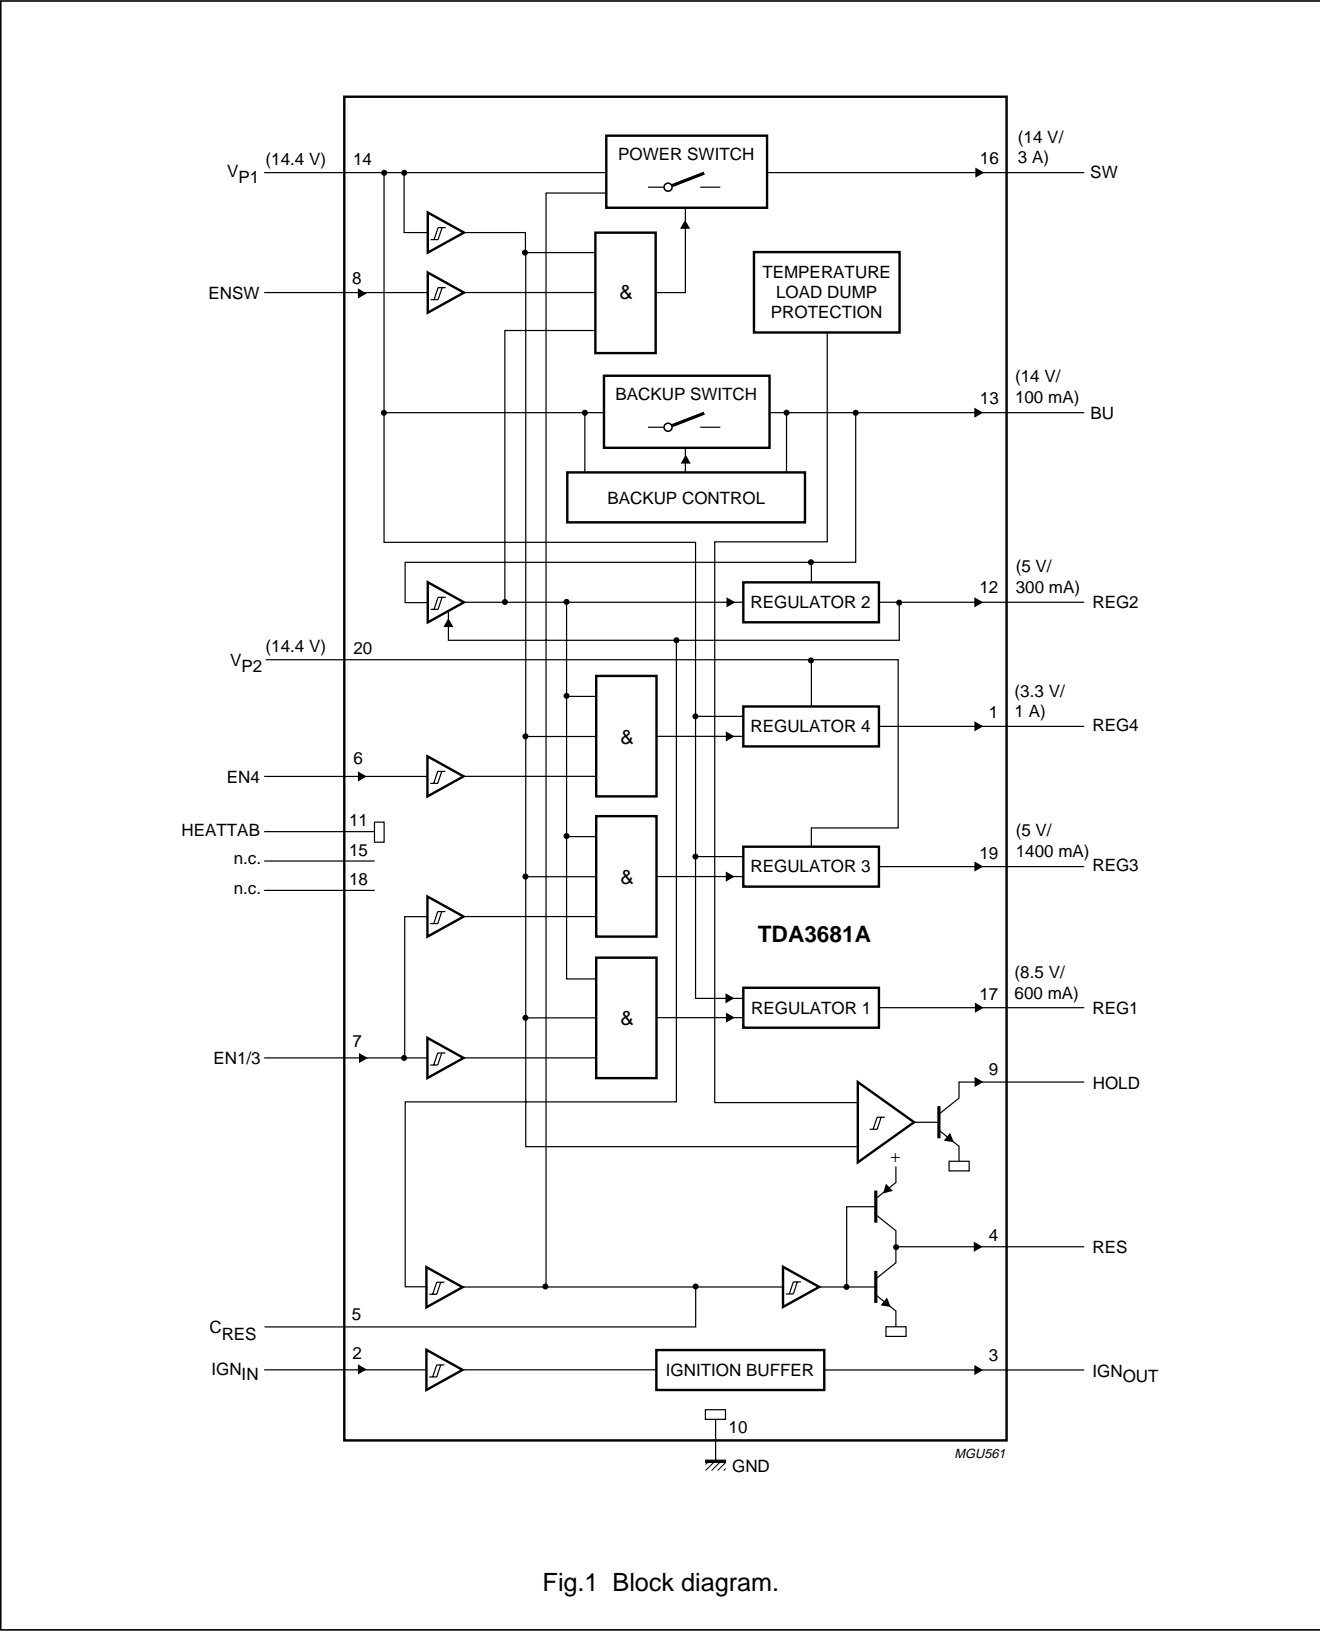 (14 V/
3 A)
VP1 (14.4 V) 14
POWER SWITCH
16
SW
ENSW
8
&
TEMPERATURE
LOAD DUMP
PROTECTION
BACKUP SWITCH
13
(14 V/
100 mA)
BU
BACKUP CONTROL
REGULATOR 2
12
(5 V/
300 mA)
REG2
VP2 (14.4 V) 20
&
REGULATOR 4
1
(3.3 V/
1 A)
REG4
EN4
6
HEATTAB
11
n.c.
15
n.c.
18
&
REGULATOR 3
19
(5 V/
1400 mA)
REG3
TDA3681A
&
REGULATOR 1
17
(8.5 V/
600 mA)
REG1
EN1/3
7
9
HOLD
+
4
RES
CRES
5
IGNIN
2
IGNITION BUFFER
3
IGNOUT
10
GND
MGU561
Fig.1 Block diagram.